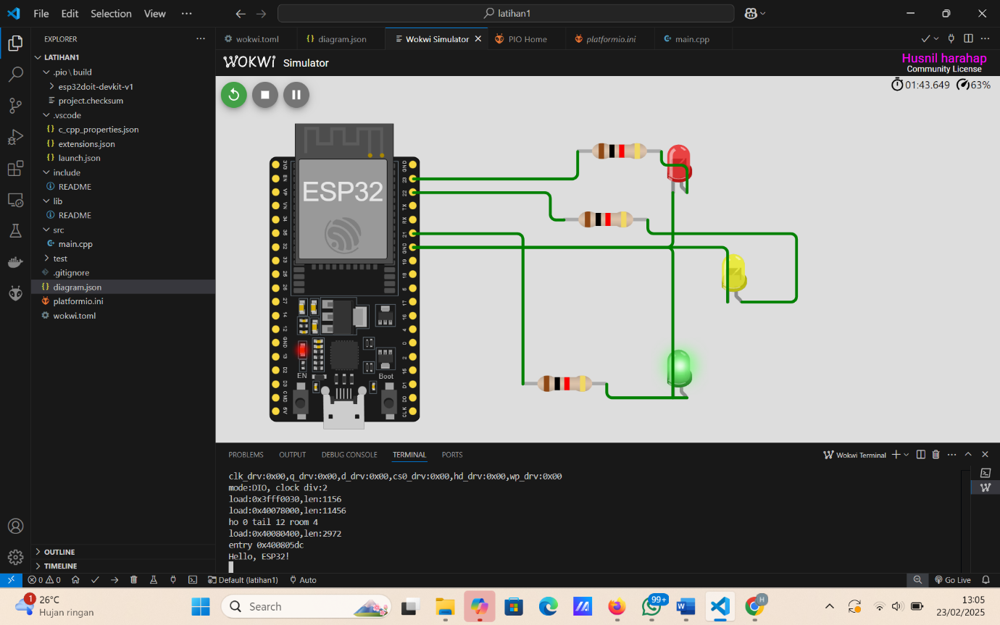 File Edit Selection View ··· latihan1
EXPLORER ···
wokwi.toml diagram.json Wokwi Simulator PIO Home platformio.ini main.cpp
LATIHAN1
.pio\build
esp32doit-devkit-v1
project.checksum
.vscode
c_cpp_properties.json
extensions.json
launch.json
include
README
lib
README
src
main.cpp
test
.gitignore
diagram.json
platformio.ini
wokwi.toml
OUTLINE
TIMELINE
WOKWI Simulator
Husnil harahap
Community License
01:43.649 63%
ESP32
3V3 EN VP VN 34 35 32 33 25 26 27 14 12 GND 13 D2 D3 CMD 5V
GND 23 22 TX RX 21 GND 19 18 5 17 16 4 0 2 15 D1 D0 CLK
EN Boot
PROBLEMS OUTPUT DEBUG CONSOLE TERMINAL PORTS
Wokwi Terminal
clk_drv:0x00,q_drv:0x00,d_drv:0x00,cs0_drv:0x00,hd_drv:0x00,wp_drv:0x00
mode:DIO, clock div:2
load:0x3fff0030,len:1156
load:0x40078000,len:11456
ho 0 tail 12 room 4
load:0x40080400,len:2972
entry 0x400805dc
Hello, ESP32!
0 0 Default (latihan1) Auto Go Live
1
26°C
Hujan ringan
Search
99+
H
13:05
23/02/2025